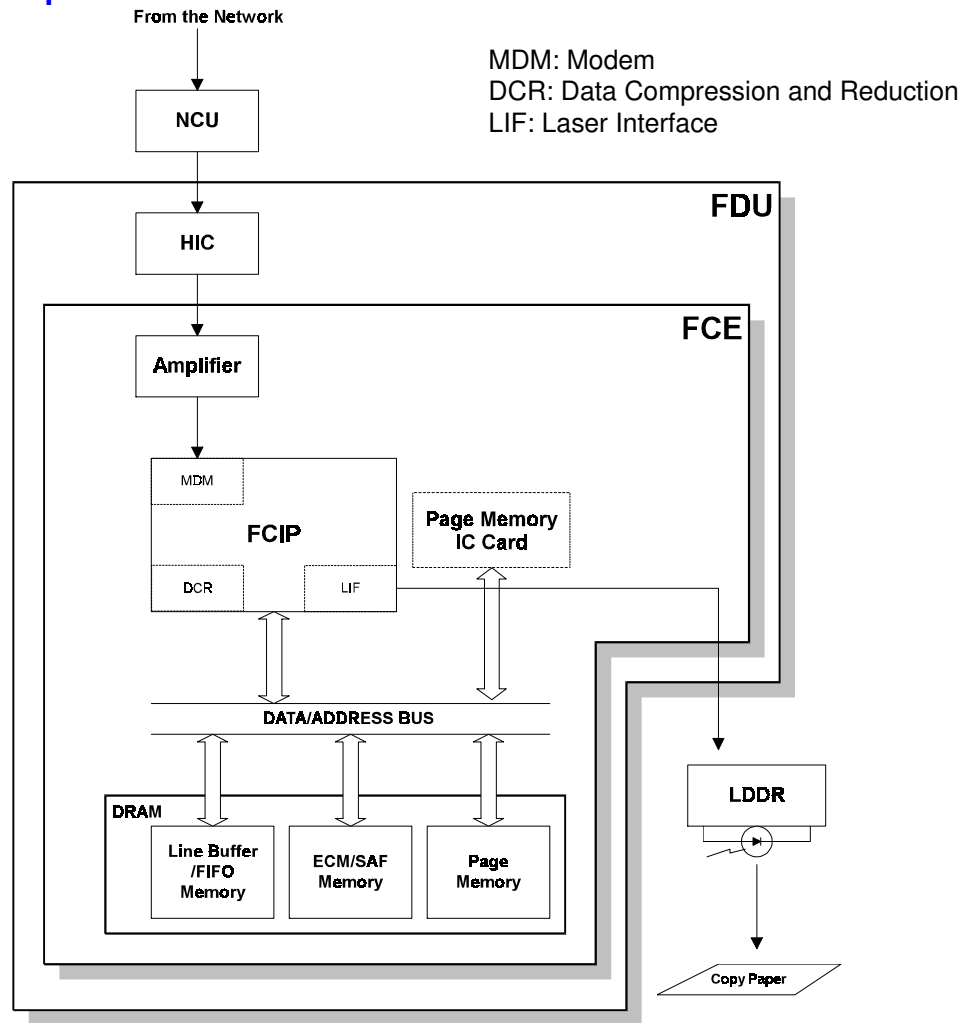 From the Network
MDM: Modem
DCR: Data Compression and Reduction
LIF: Laser Interface
NCU
FDU
HIC
FCE
Amplifier
MDM
FCIP
Page Memory
IC Card
DCR
LIF
DATA/ADDRESS BUS
LDDR
DRAM
Line Buffer
/FIFO
Memory
ECM/SAF
Memory
Page
Memory
Copy Paper